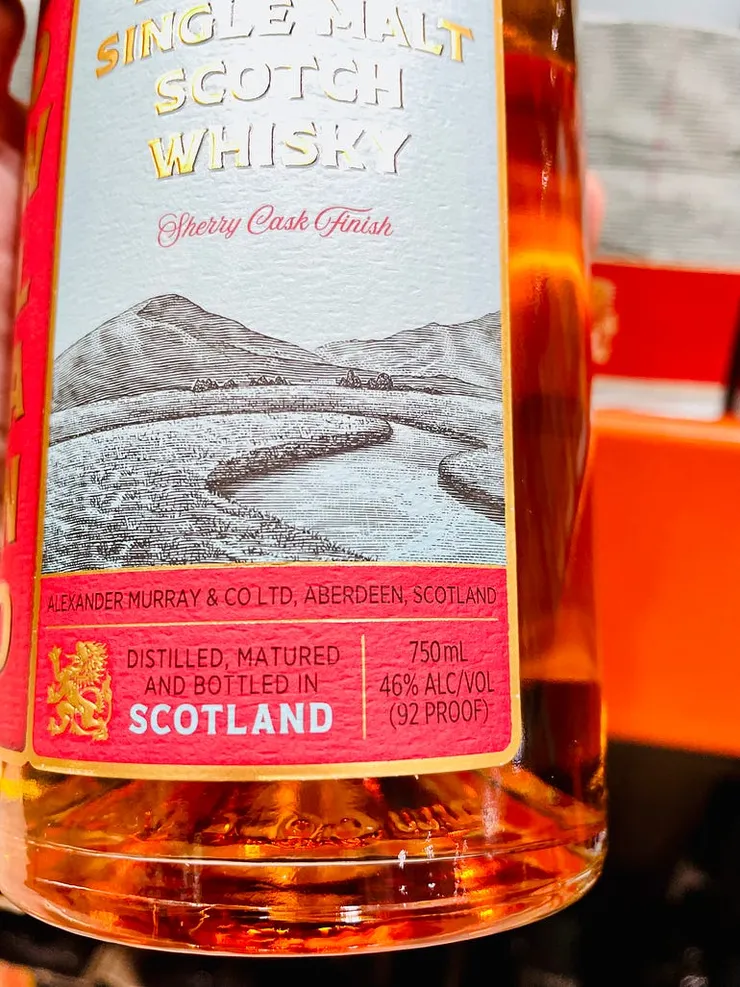 SINGLE MALT
SCOTCH
WHISKY
Sherry Cask Finish
ALEXANDER MURRAY & CO LTD, ABERDEEN, SCOTLAND
DISTILLED, MATURED
AND BOTTLED IN
SCOTLAND
750mL
46% ALC/VOL
(92 PROOF)